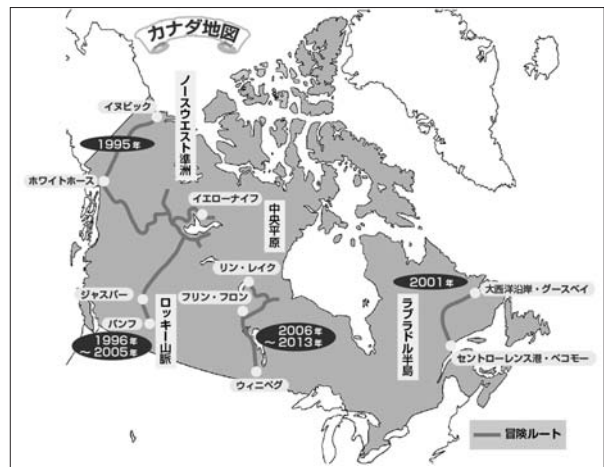 カナダ地図
イヌビック
ノースウエスト準洲
1995年
ホワイトホース
イエローナイフ
中央平原
リン・レイク
2001年
大西洋沿岸・グースベイ
ジャスパー
フリン・フロン
ロッキー山脈
ラブラドル半島
バンフ
1996年
～2005年
2006年
～2013年
セントローレンス港・ベコモー
ウィニペグ
冒険ルート